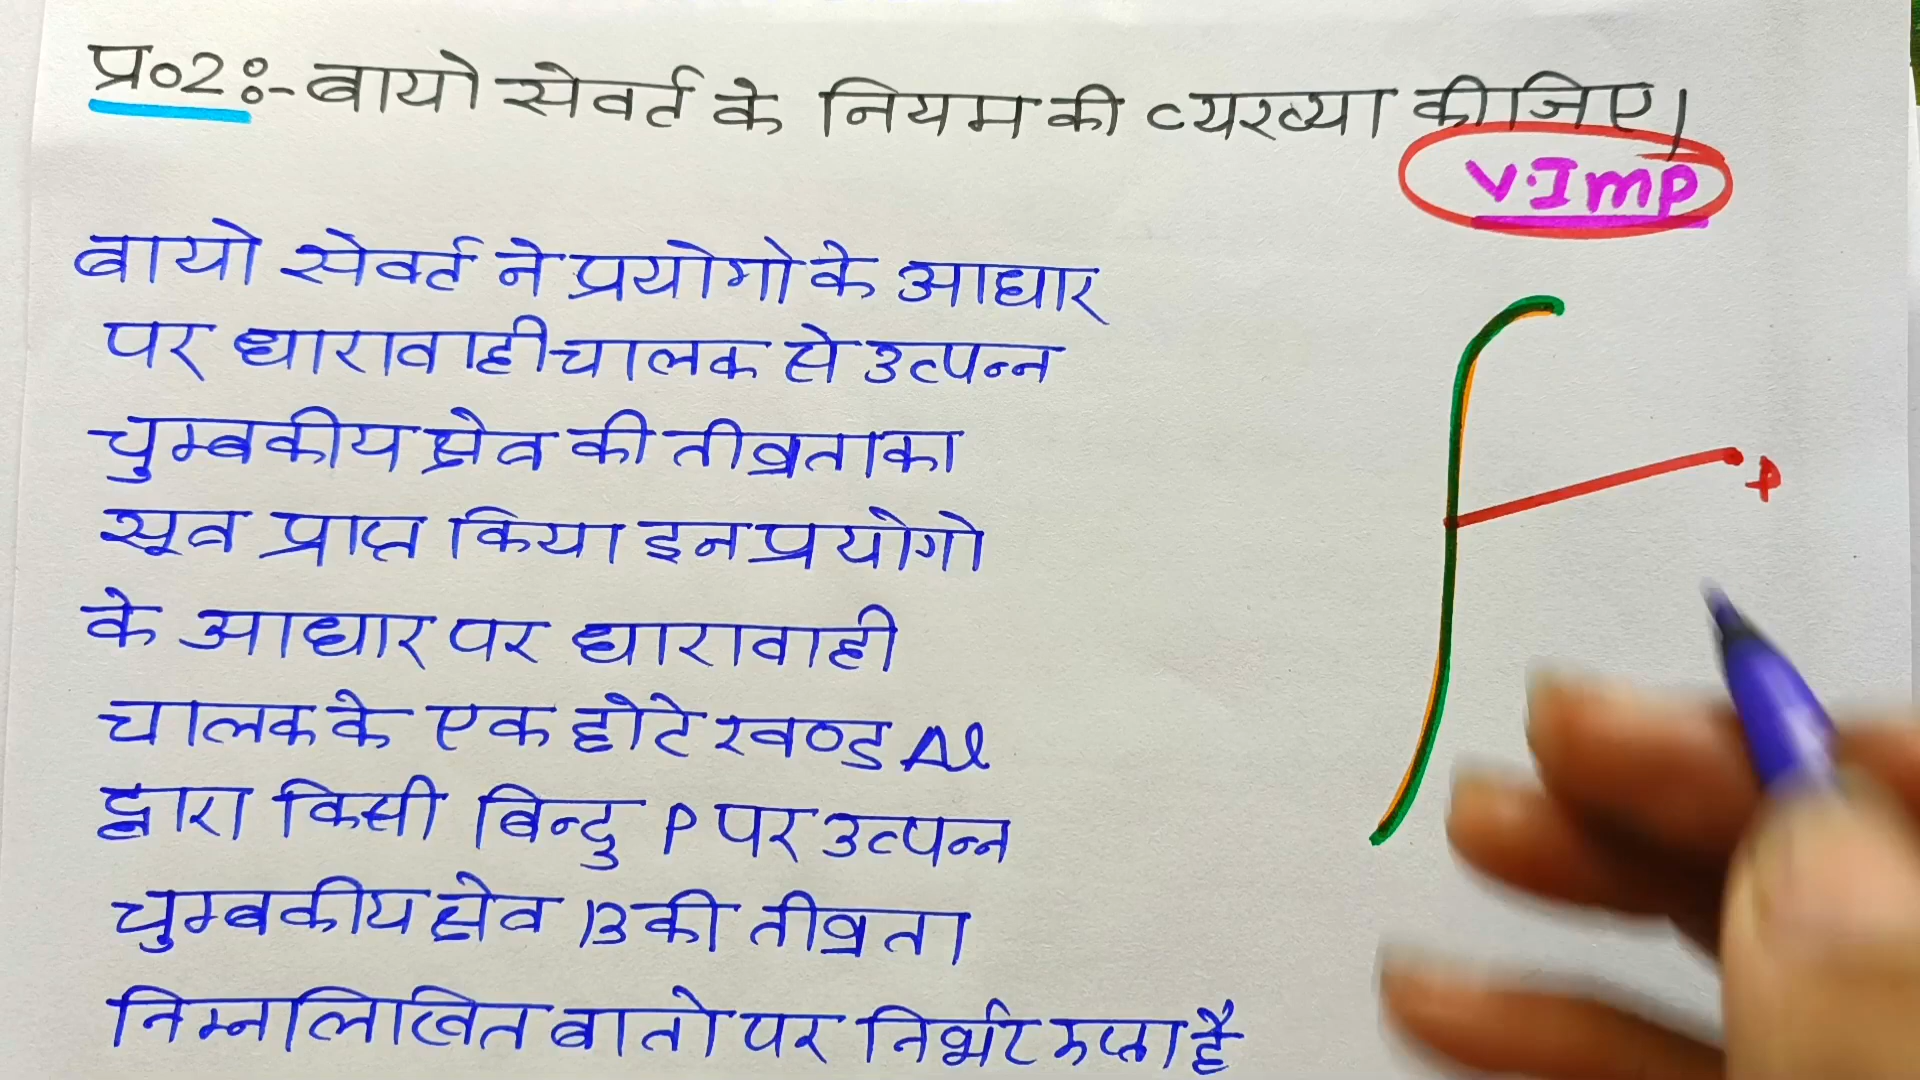 प्र०2ः-बायो सेवर्त के नियम की व्यख्या कीजिए।
V.Imp
बायो सेवर्त ने प्रयोगो के आधार
पर धारावाही चालक से उत्पन्न
चुम्बकीय क्षेत्र की तीव्रता का
सूत्र प्राप्त किया इन प्रयोगो
के आधार पर धारावाही
चालक के एक छोटे खण्ड Δl
द्वारा किसी बिन्दु P पर उत्पन्न
चुम्बकीय क्षेत्र B की तीव्रता
निम्नलिखित बातो पर निर्भर है
P